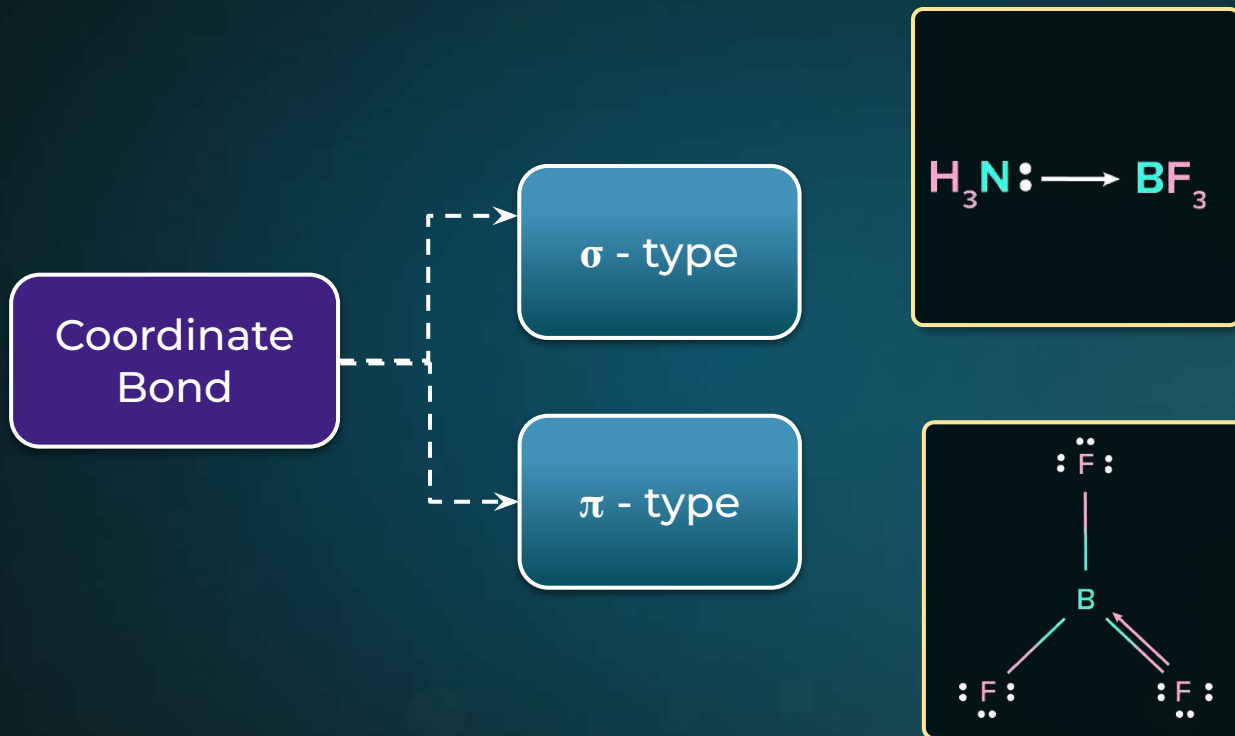 Coordinate
Bond
σ - type
π - type
H₃N: → BF₃
F
B
F
F